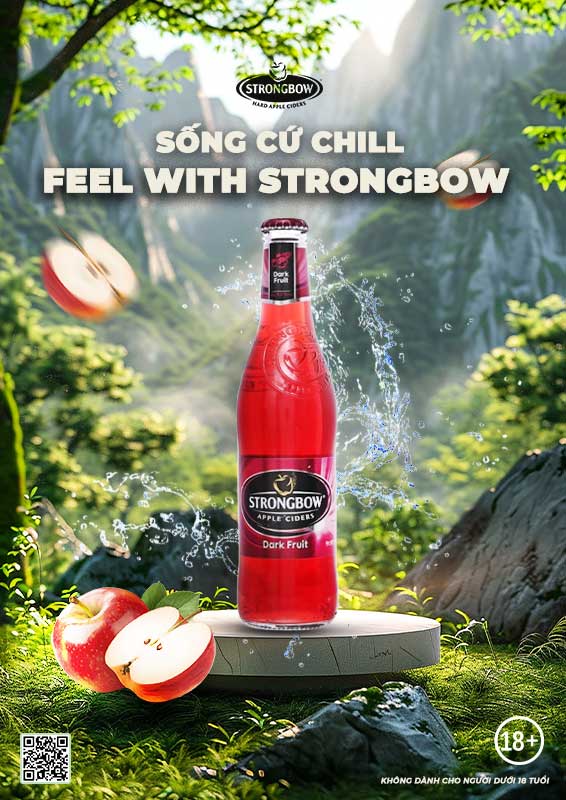 STRONGBOW
HARD APPLE CIDERS
SỐNG CỨ CHILL
FEEL WITH STRONGBOW
Dark
Fruit
STRONGBOW
APPLE CIDERS
Dark Fruit
18+
KHÔNG DÀNH CHO NGƯỜI DƯỚI 18 TUỔI